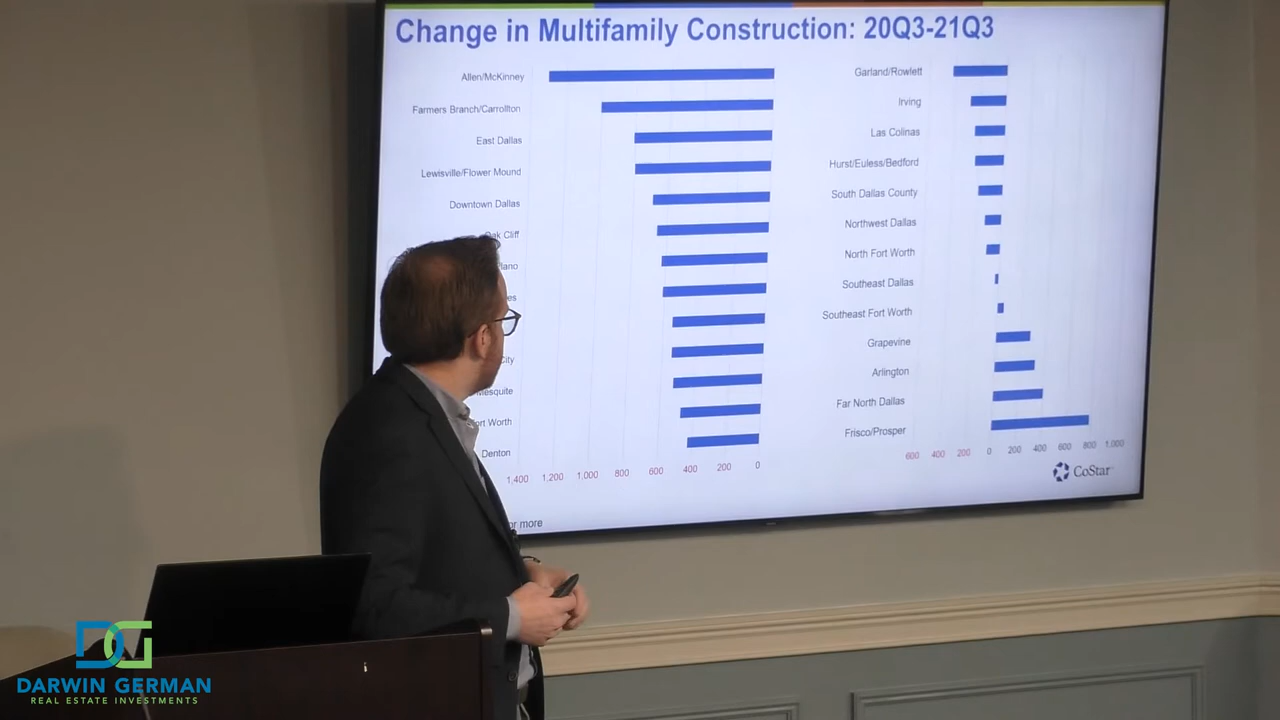 Change in Multifamily Construction: 20Q3-21Q3
Allen/McKinney
Farmers Branch/Carrollton
East Dallas
Lewisville/Flower Mound
Downtown Dallas
Oak Cliff
Plano
City
Mesquite
Worth
Denton
1,400 1,200 1,000 800 600 400 200 0
or more
Garland/Rowlett
Irving
Las Colinas
Hurst/Euless/Bedford
South Dallas County
Northwest Dallas
North Fort Worth
Southeast Dallas
Southeast Fort Worth
Grapevine
Arlington
Far North Dallas
Frisco/Prosper
600 400 200 0 200 400 600 800 1,000
CoStar
DG
DARWIN GERMAN
REAL ESTATE INVESTMENTS